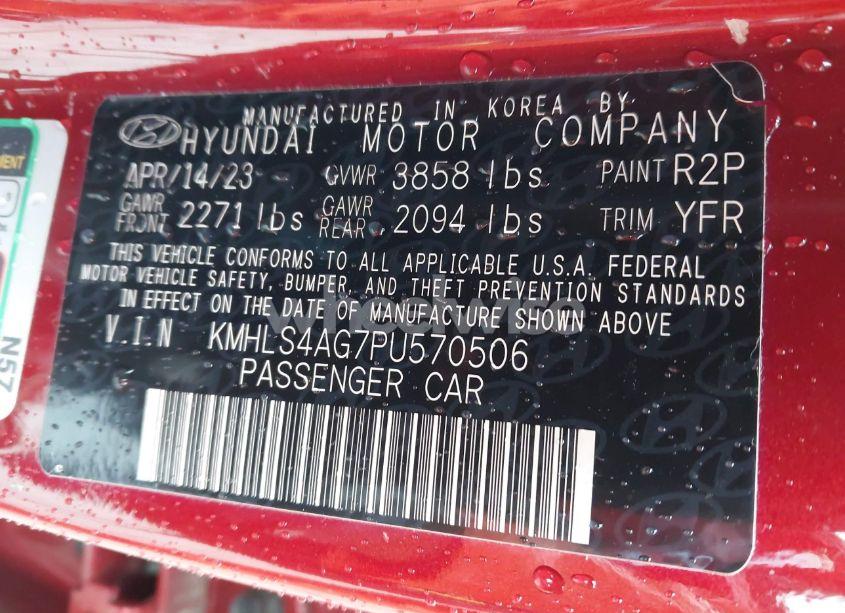 MANUFACTURED IN KOREA BY
HYUNDAI MOTOR COMPANY
APR/14/23 GVWR 3858 lbs PAINT R2P
GAWR FRONT 2271 lbs GAWR REAR 2094 lbs TRIM YFR
THIS VEHICLE CONFORMS TO ALL APPLICABLE U.S.A. FEDERAL
MOTOR VEHICLE SAFETY, BUMPER, AND THEFT PREVENTION STANDARDS
IN EFFECT ON THE DATE OF MANUFACTURE SHOWN ABOVE
V.I.N KMHLS4AG7PU570506
PASSENGER CAR
N57